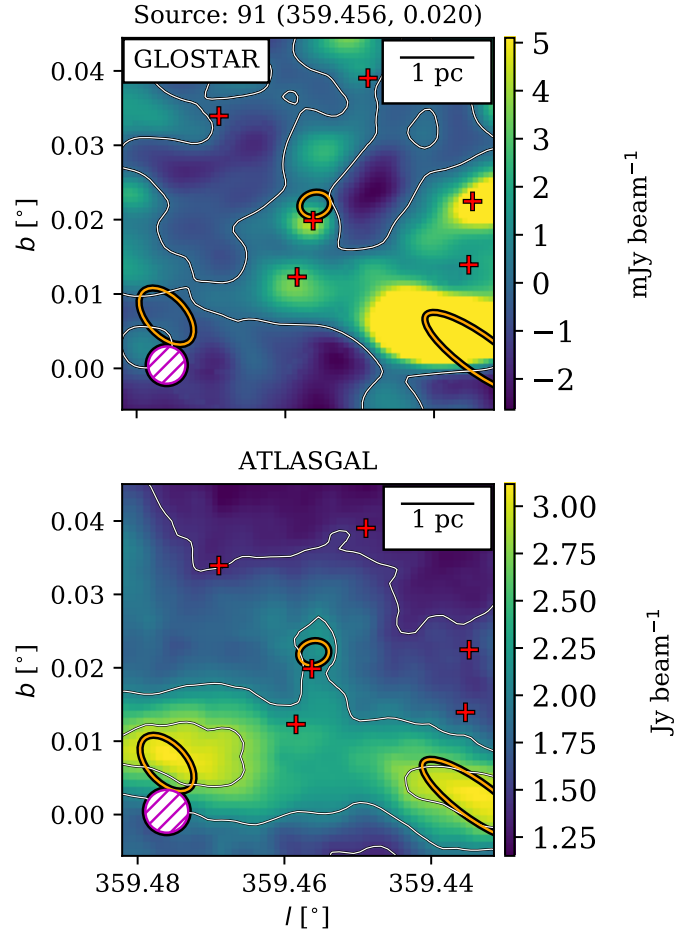 Source: 91 (359.456, 0.020)
GLOSTAR
1 pc
0.04
0.03
0.02
0.01
0.00
b [°]
5
4
3
2
1
0
−1
−2
mJy beam⁻¹
ATLASGAL
1 pc
0.04
0.03
0.02
0.01
0.00
b [°]
359.48 359.46 359.44
l [°]
3.00
2.75
2.50
2.25
2.00
1.75
1.50
1.25
Jy beam⁻¹